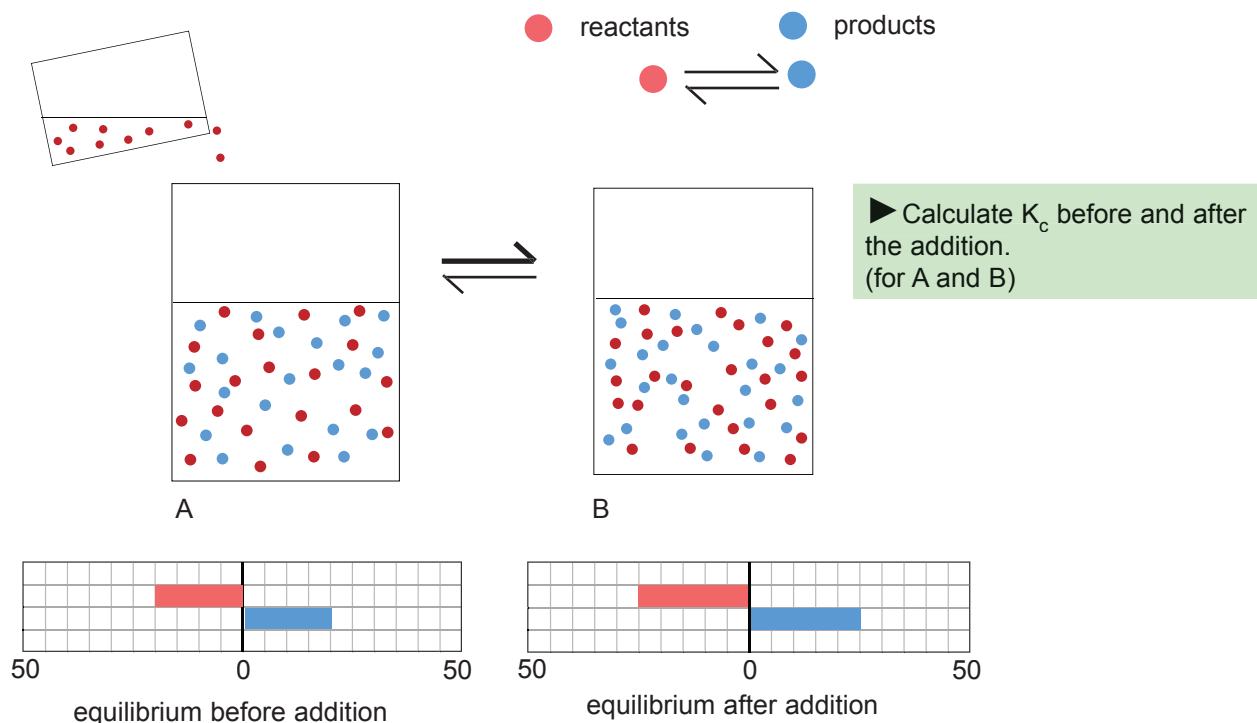 reactants
products
▶ Calculate Kc before and after
the addition.
(for A and B)
A
B
50
0
50
50
0
50
equilibrium before addition
equilibrium after addition